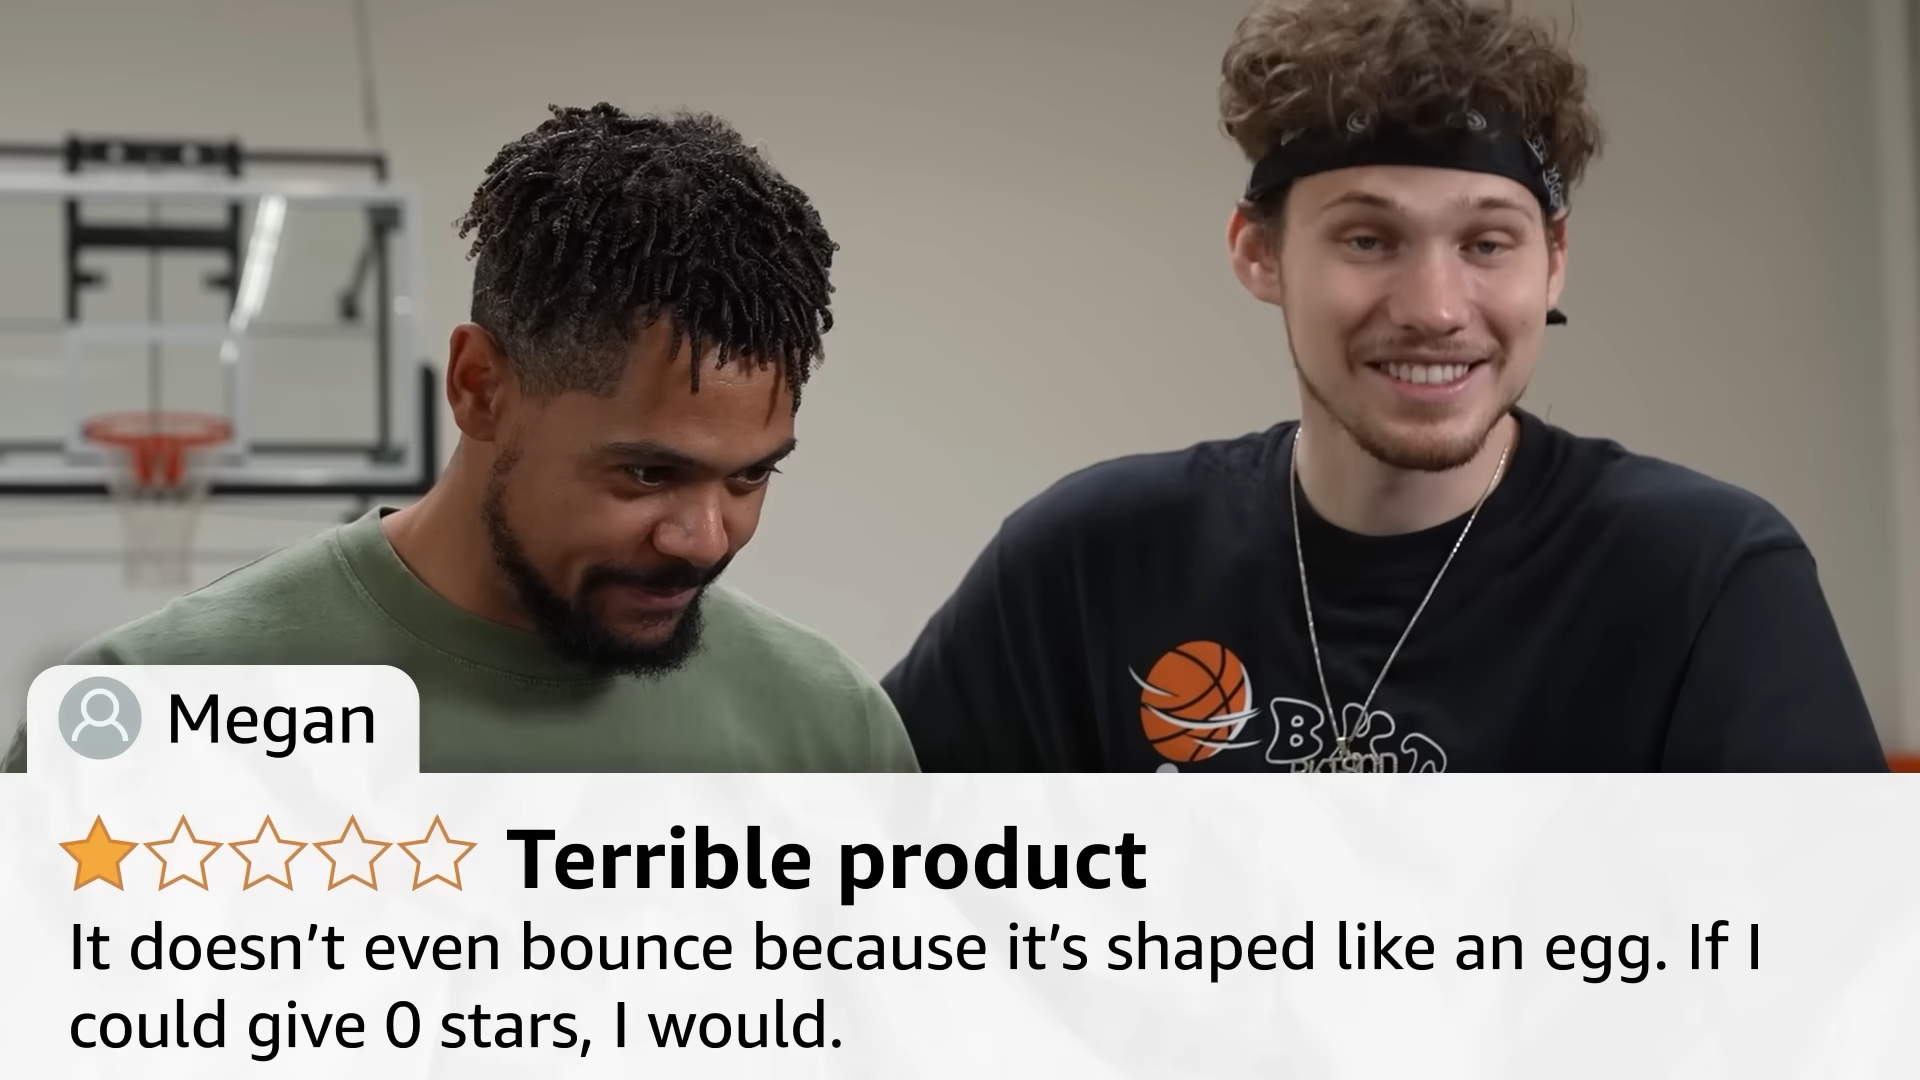 Megan
Terrible product
It doesn’t even bounce because it’s shaped like an egg. If I
could give 0 stars, I would.